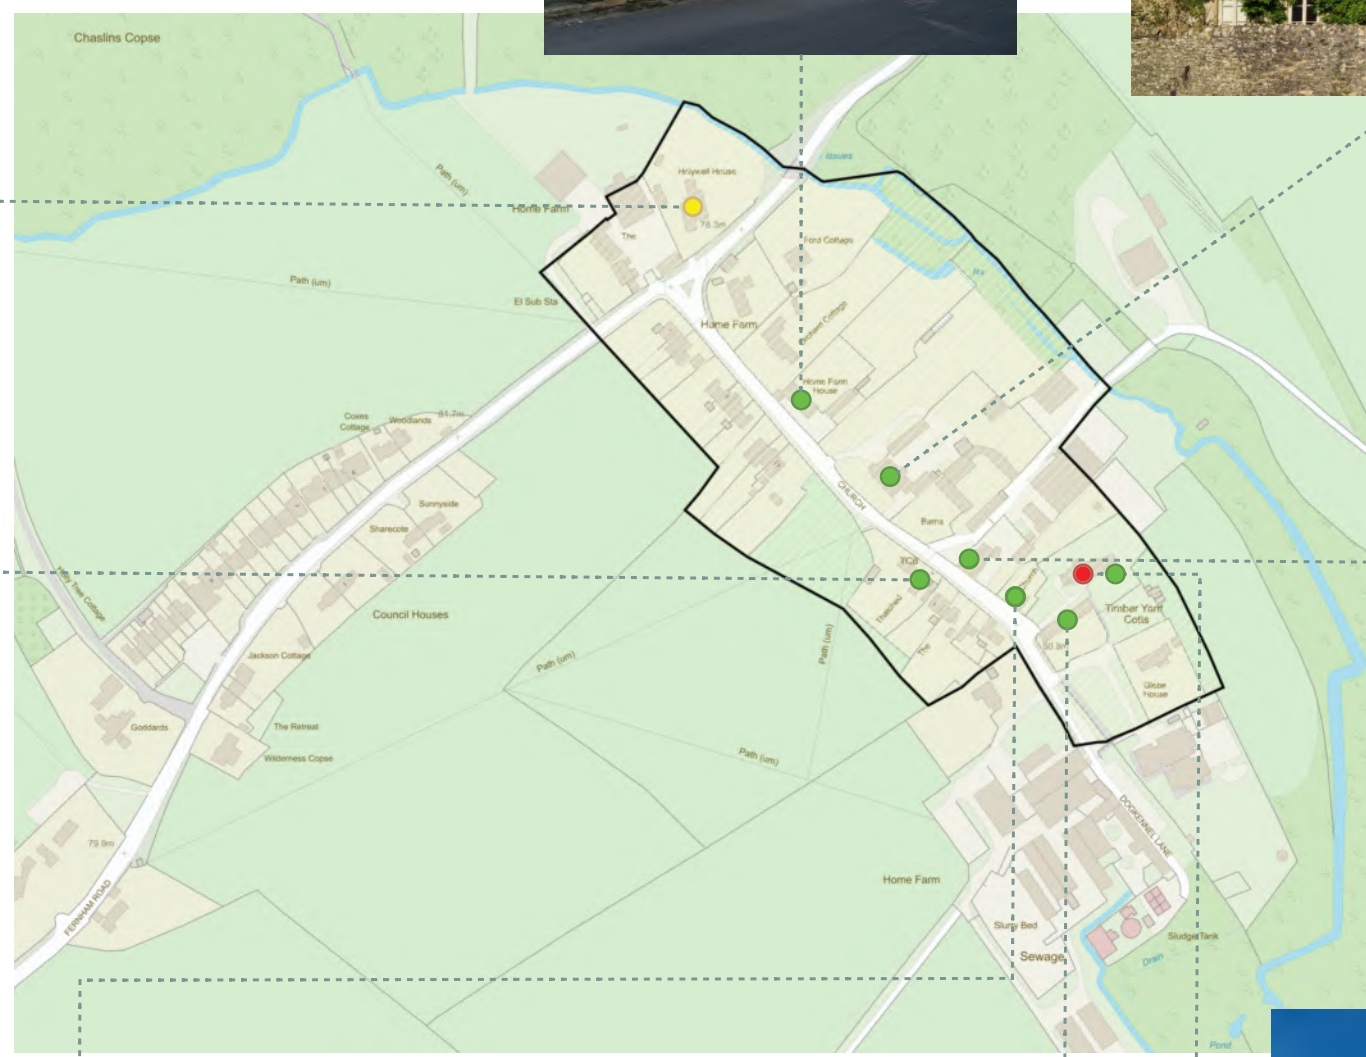 Chaslins Copse
Issues
Path (um)
Holywell House
Home Farm
78.3m
The
Ford Cottage
Path (um)
El Sub Sta
Home Farm
Orchard Cottage
Home Farm
House
Coxes
Cottage
Woodlands
81.7m
Sunnyside
CHURCH
Sharecote
Barns
TCB
Thatched
The
Timber Yard
Cotts
Council Houses
Path (um)
Path (um)
Jackson Cottage
Glebe
House
Goddards
The Retreat
Wilderness Copse
Path (um)
DOGKENNEL LANE
79.9m
Home Farm
FERNHAM ROAD
Slurry Bed
Sewage
Sludge Tank
Drain
Pond